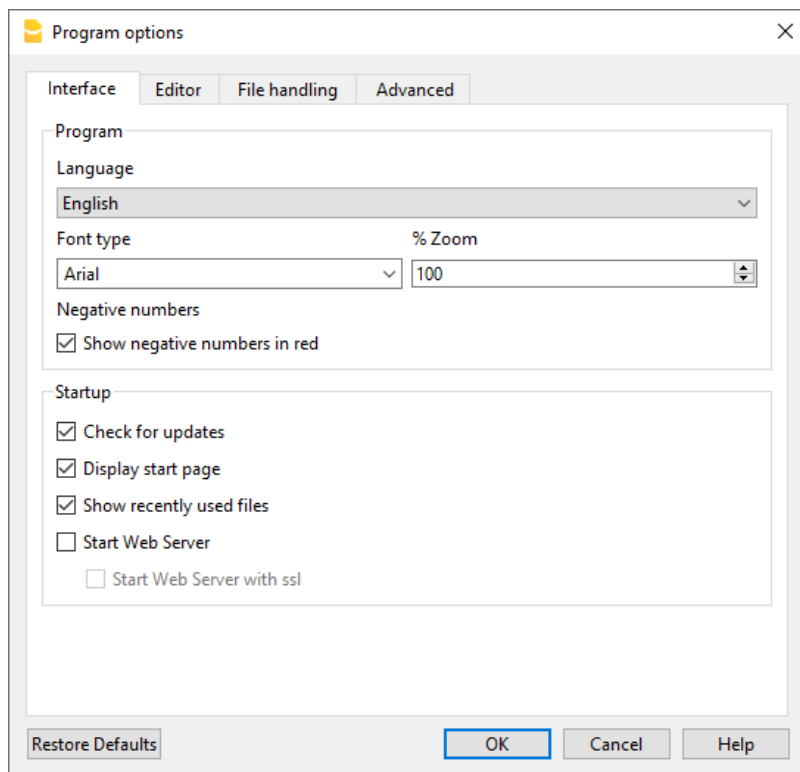 Program options
Interface Editor File handling Advanced
Program
Language
English
Font type % Zoom
Arial 100
Negative numbers
Show negative numbers in red
Startup
Check for updates
Display start page
Show recently used files
Start Web Server
Start Web Server with ssl
Restore Defaults OK Cancel Help